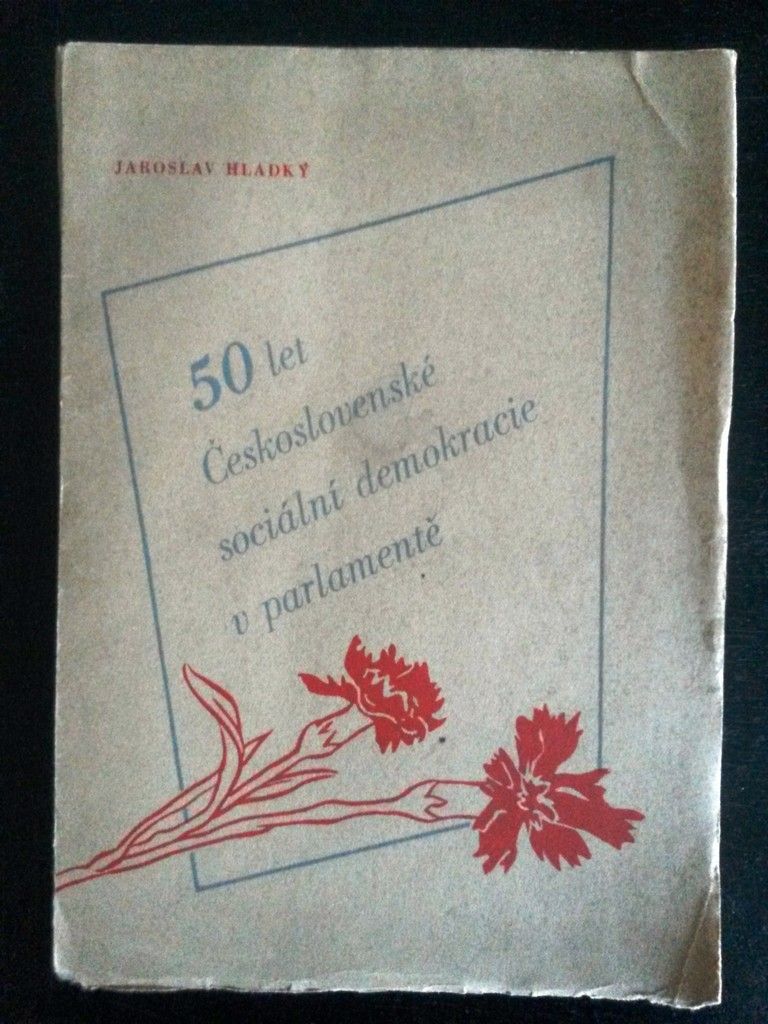 JAROSLAV HLADKÝ
50 let
Československé
sociální demokracie
v parlamentě